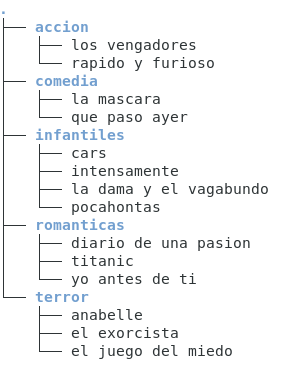 .
accion
los vengadores
rapido y furioso
comedia
la mascara
que paso ayer
infantiles
cars
intensamente
la dama y el vagabundo
pocahontas
romanticas
diario de una pasion
titanic
yo antes de ti
terror
anabelle
el exorcista
el juego del miedo